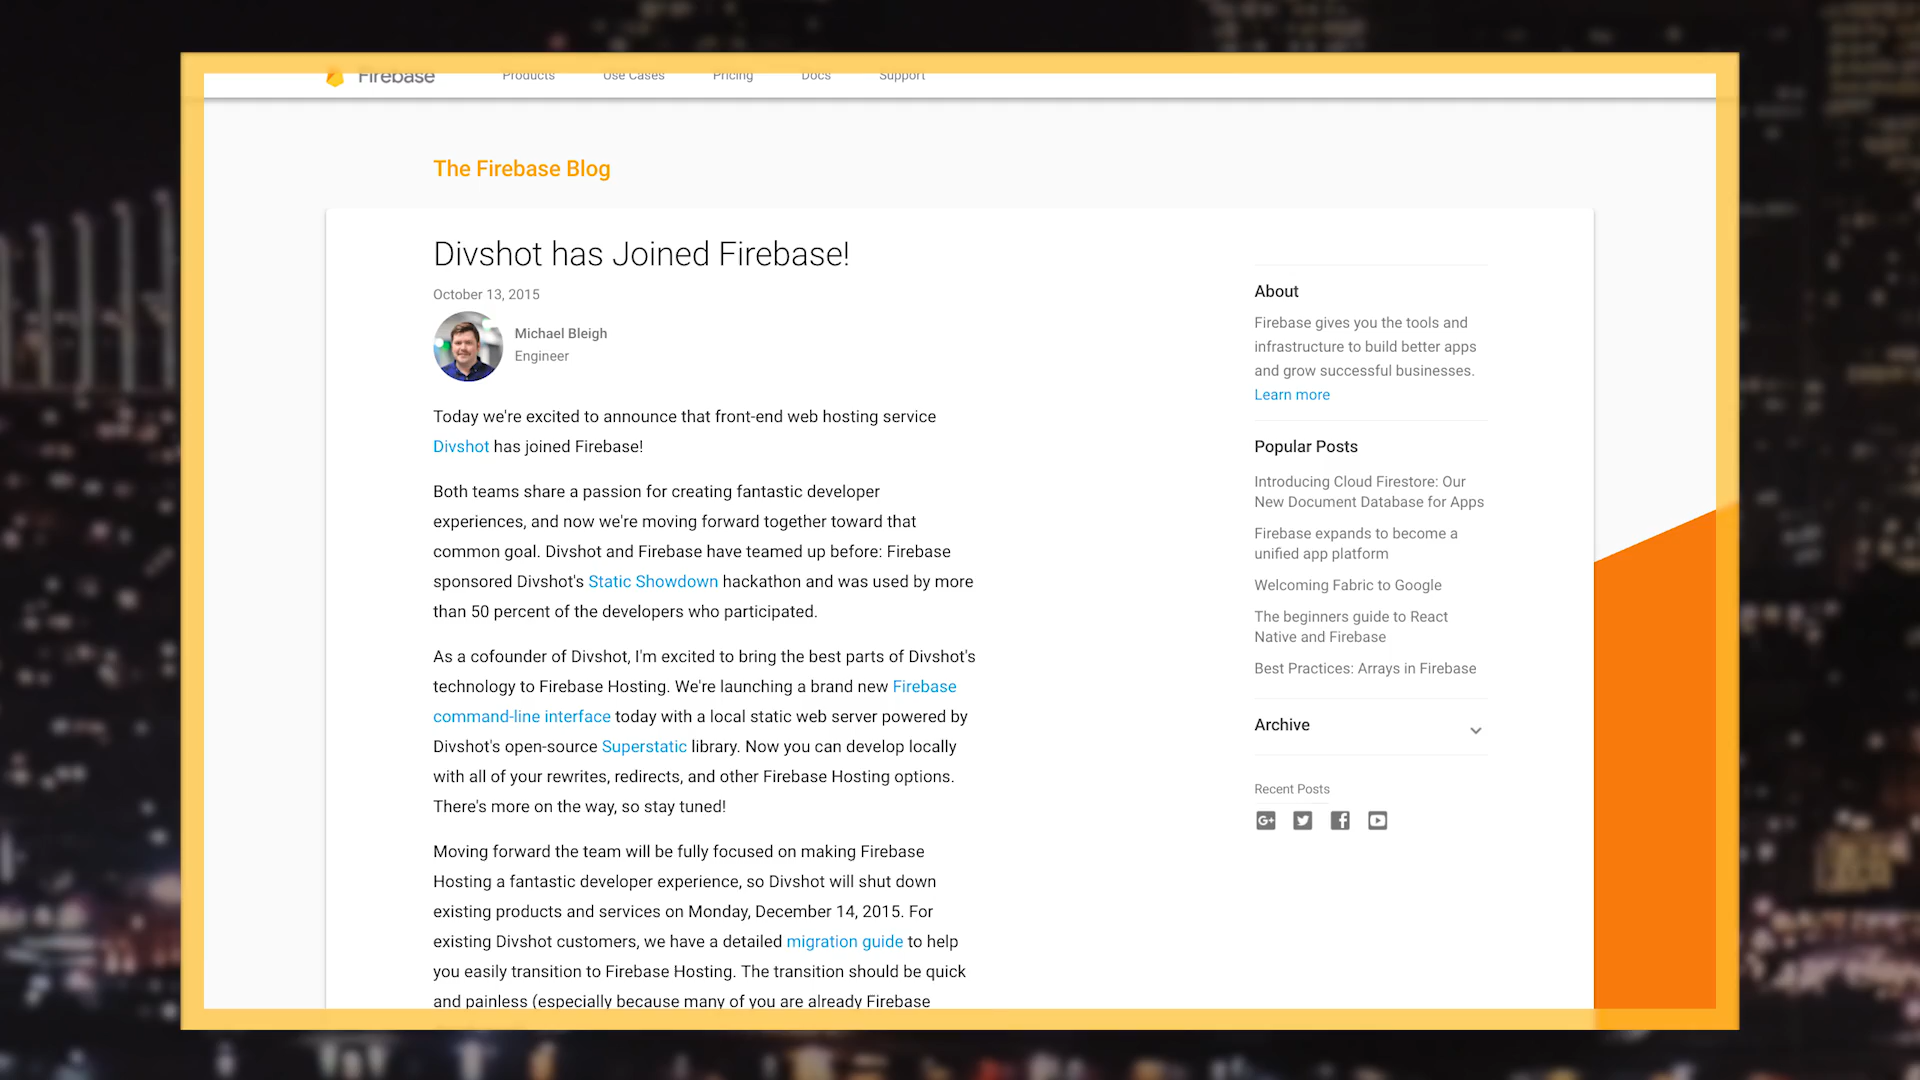 Firebase
Products
Use Cases
Pricing
Docs
Support
The Firebase Blog
Divshot has Joined Firebase!
October 13, 2015
Michael Bleigh
Engineer
Today we're excited to announce that front-end web hosting service
Divshot has joined Firebase!
Both teams share a passion for creating fantastic developer
experiences, and now we're moving forward together toward that
common goal. Divshot and Firebase have teamed up before: Firebase
sponsored Divshot's Static Showdown hackathon and was used by more
than 50 percent of the developers who participated.
As a cofounder of Divshot, I'm excited to bring the best parts of Divshot's
technology to Firebase Hosting. We're launching a brand new Firebase
command-line interface today with a local static web server powered by
Divshot's open-source Superstatic library. Now you can develop locally
with all of your rewrites, redirects, and other Firebase Hosting options.
There's more on the way, so stay tuned!
Moving forward the team will be fully focused on making Firebase
Hosting a fantastic developer experience, so Divshot will shut down
existing products and services on Monday, December 14, 2015. For
existing Divshot customers, we have a detailed migration guide to help
you easily transition to Firebase Hosting. The transition should be quick
and painless (especially because many of you are already Firebase
About
Firebase gives you the tools and
infrastructure to build better apps
and grow successful businesses.
Learn more
Popular Posts
Introducing Cloud Firestore: Our
New Document Database for Apps
Firebase expands to become a
unified app platform
Welcoming Fabric to Google
The beginners guide to React
Native and Firebase
Best Practices: Arrays in Firebase
Archive
Recent Posts
G+